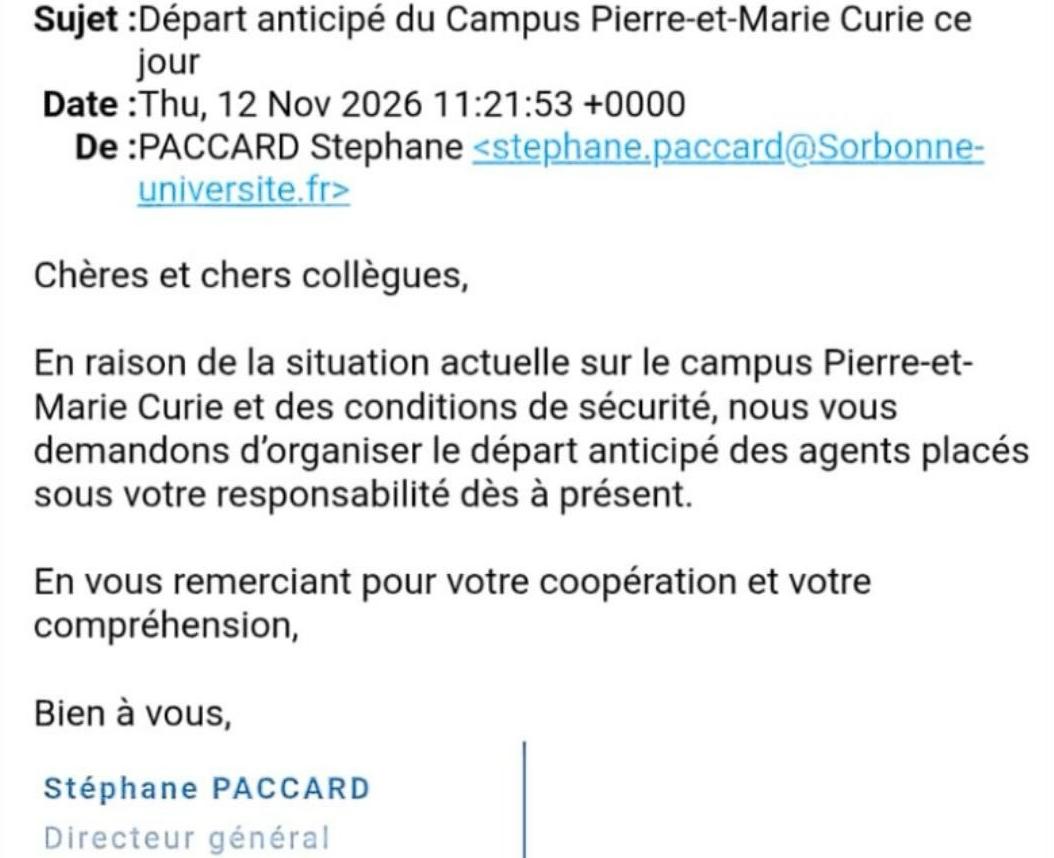 Sujet :Départ anticipé du Campus Pierre-et-Marie Curie ce
jour
Date :Thu, 12 Nov 2026 11:21:53 +0000
De :PACCARD Stephane <stephane.paccard@Sorbonne-
universite.fr>
Chères et chers collègues,
En raison de la situation actuelle sur le campus Pierre-et-
Marie Curie et des conditions de sécurité, nous vous
demandons d'organiser le départ anticipé des agents placés
sous votre responsabilité dès à présent.
En vous remerciant pour votre coopération et votre
compréhension,
Bien à vous,
Stéphane PACCARD
Directeur général